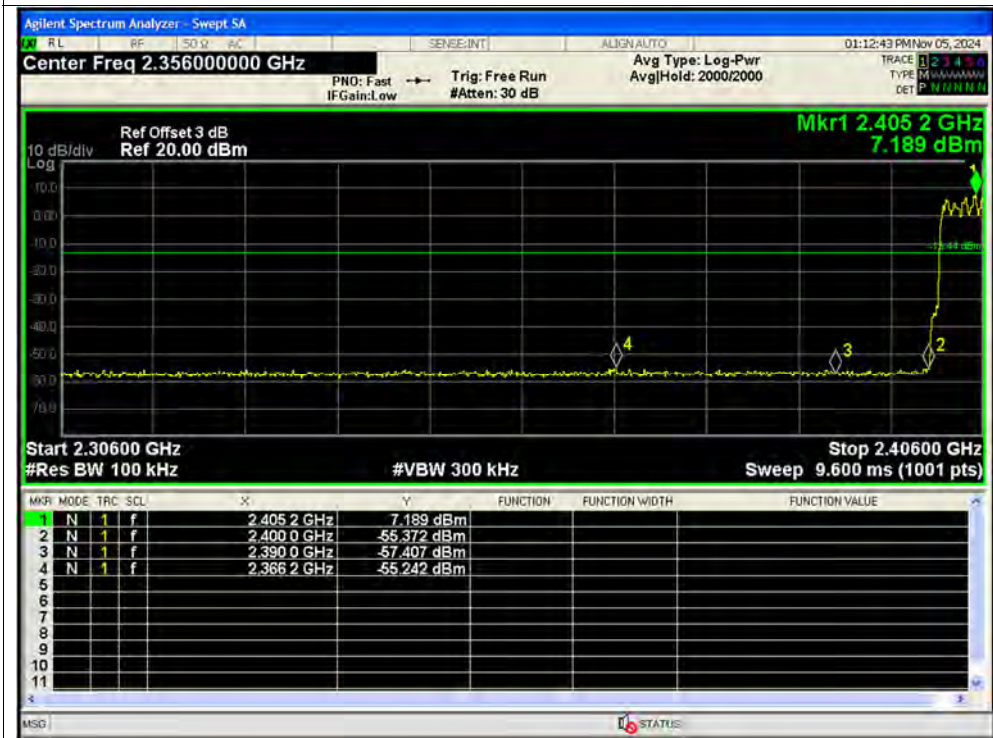 Agilent Spectrum Analyzer - Swept SA
RL RF 50 Ω AC SENSE:INT ALIGN AUTO 01:12:43 PM Nov 05, 2024
Center Freq 2.356000000 GHz
PNO: Fast
IFGain:Low
Trig: Free Run
#Atten: 30 dB
Avg Type: Log-Pwr
Avg|Hold: 2000/2000
TRACE 1 2 3 4 5 6
TYPE M
DET P N N N N N
Mkr1 2.405 2 GHz
7.189 dBm
Ref Offset 3 dB
10 dB/div Ref 20.00 dBm
Log
10.0
0.00
-10.0
-20.0
-30.0
-40.0
-50.0
-60.0
-70.0
1
2
3
4
Start 2.30600 GHz Stop 2.40600 GHz
#Res BW 100 kHz #VBW 300 kHz Sweep 9.600 ms (1001 pts)
MKR MODE TRC SCL X Y FUNCTION FUNCTION WIDTH FUNCTION VALUE
1 N 1 f 2.405 2 GHz 7.189 dBm
2 N 1 f 2.400 0 GHz -55.372 dBm
3 N 1 f 2.390 0 GHz -57.407 dBm
4 N 1 f 2.366 2 GHz -55.242 dBm
5
6
7
8
9
10
11
MSG STATUS